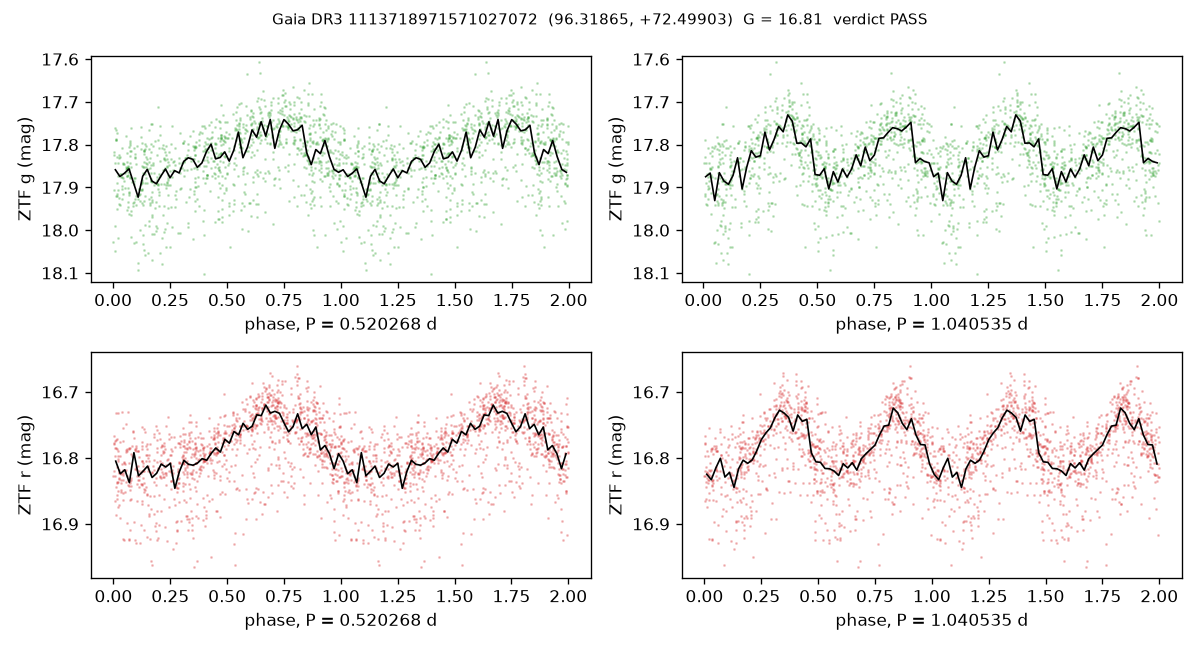 Gaia DR3 1113718971571027072 (96.31865, +72.49903) G = 16.81 verdict PASS
ZTF g (mag)
17.6
17.7
17.8
17.9
18.0
18.1
0.00 0.25 0.50 0.75 1.00 1.25 1.50 1.75 2.00
phase, P = 0.520268 d
ZTF g (mag)
17.6
17.7
17.8
17.9
18.0
18.1
0.00 0.25 0.50 0.75 1.00 1.25 1.50 1.75 2.00
phase, P = 1.040535 d
ZTF r (mag)
16.7
16.8
16.9
0.00 0.25 0.50 0.75 1.00 1.25 1.50 1.75 2.00
phase, P = 0.520268 d
ZTF r (mag)
16.7
16.8
16.9
0.00 0.25 0.50 0.75 1.00 1.25 1.50 1.75 2.00
phase, P = 1.040535 d